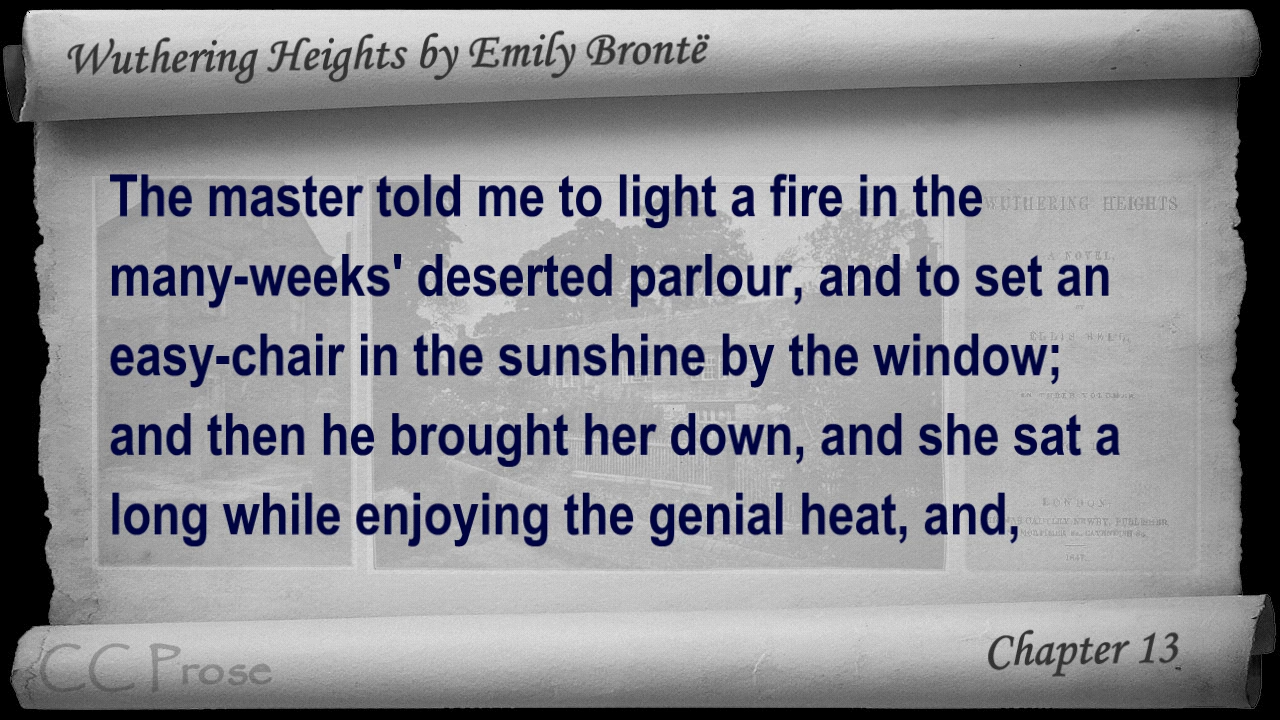 Wuthering Heights by Emily Brontë
The master told me to light a fire in the
many-weeks' deserted parlour, and to set an
easy-chair in the sunshine by the window;
and then he brought her down, and she sat a
long while enjoying the genial heat, and,
WUTHERING HEIGHTS
A NOVEL,
LONDON
1847.
CC Prose
Chapter 13